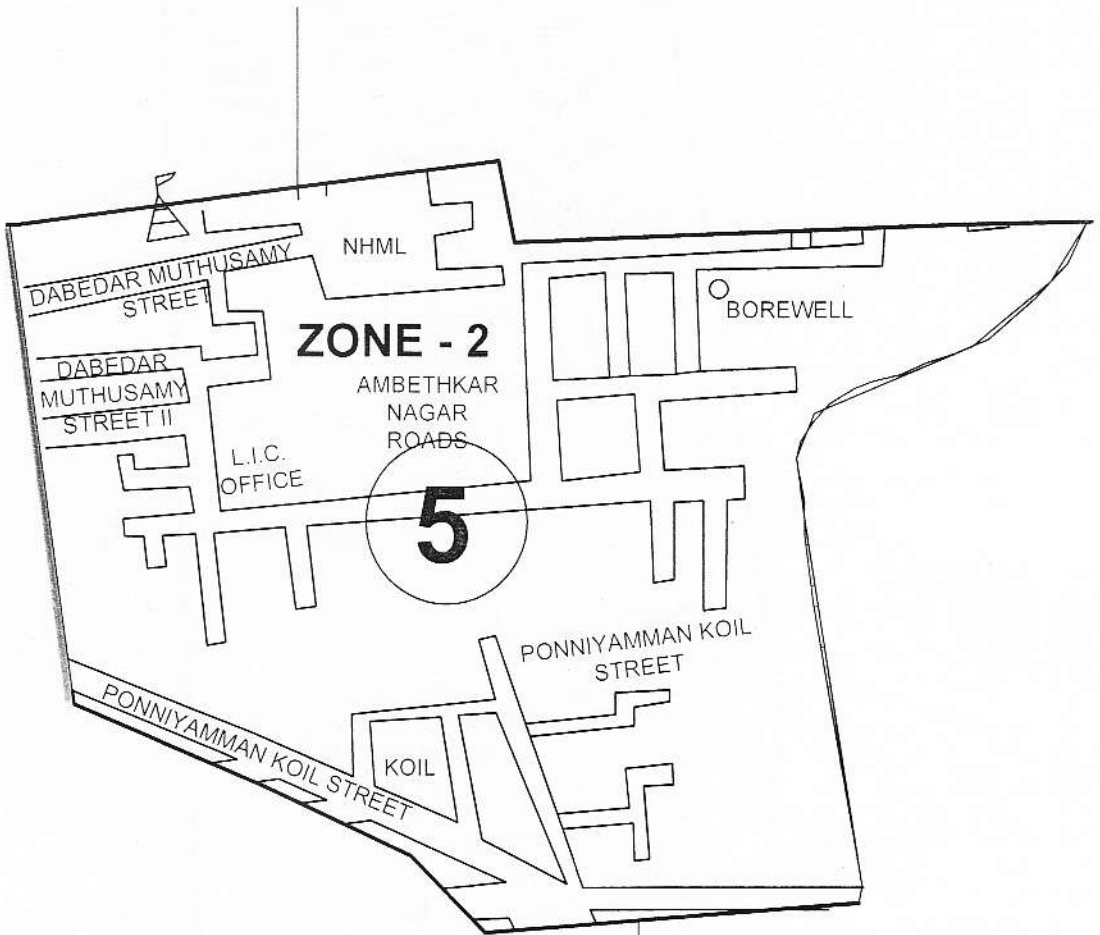 NHML
DABEDAR MUTHUSAMY
STREET
BOREWELL
ZONE - 2
DABEDAR
MUTHUSAMY
STREET II
AMBETHKAR
NAGAR
ROADS
L.I.C.
OFFICE
5
PONNIYAMMAN KOIL
STREET
PONNIYAMMAN KOIL STREET
KOIL